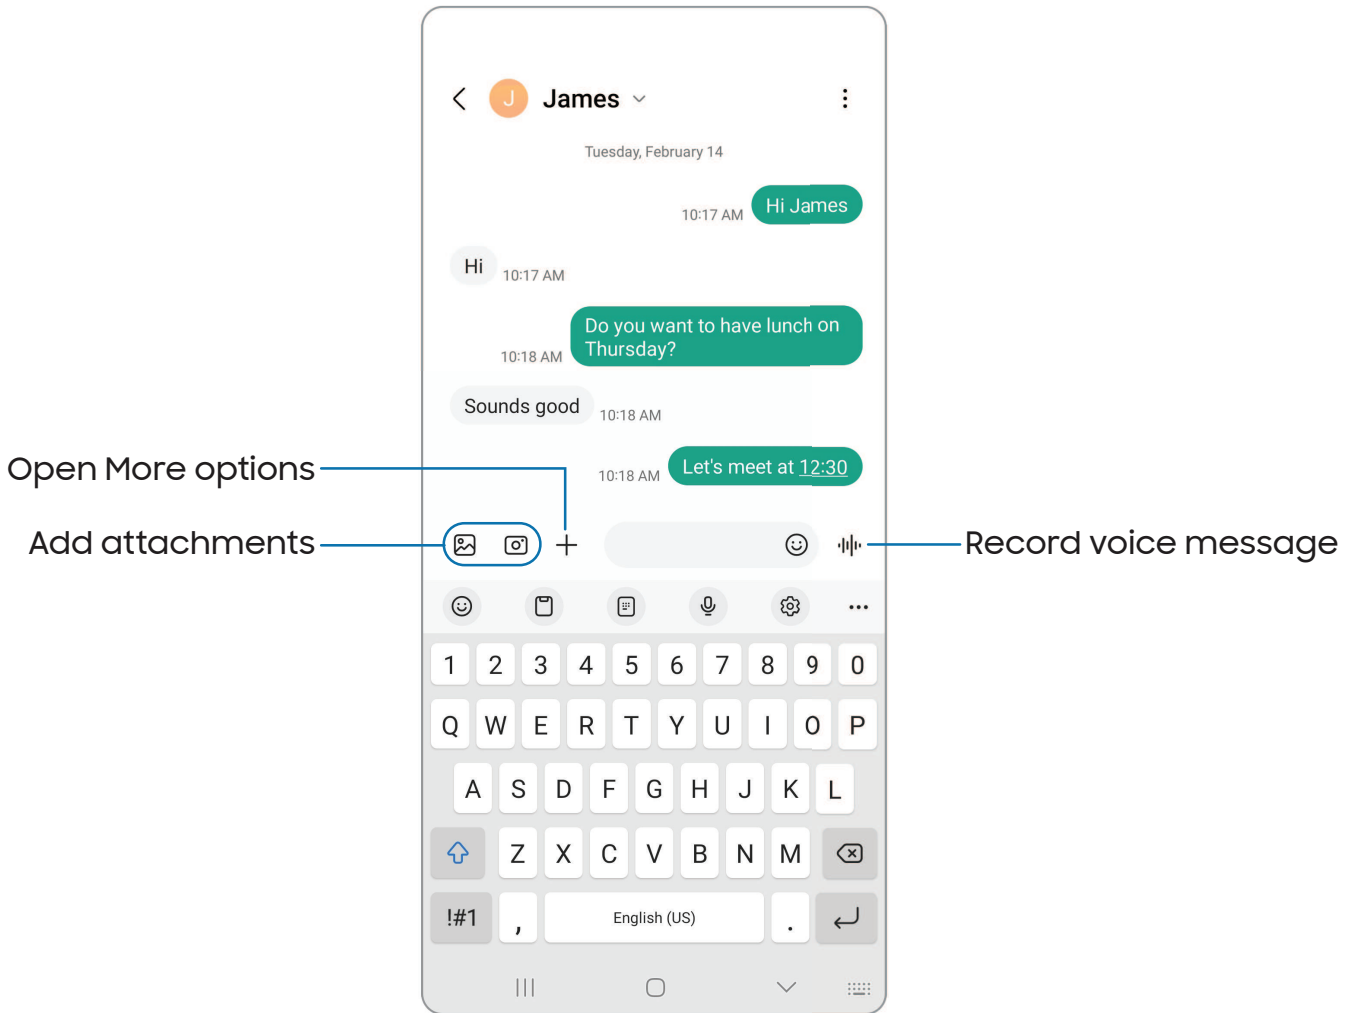 J James
Tuesday, February 14
10:17 AM Hi James
Hi 10:17 AM
Do you want to have lunch on
Thursday?
10:18 AM
Sounds good 10:18 AM
Open More options
10:18 AM Let's meet at 12:30
Add attachments
Record voice message
1 2 3 4 5 6 7 8 9 0
Q W E R T Y U I O P
A S D F G H J K L
Z X C V B N M
!#1 , English (US) .